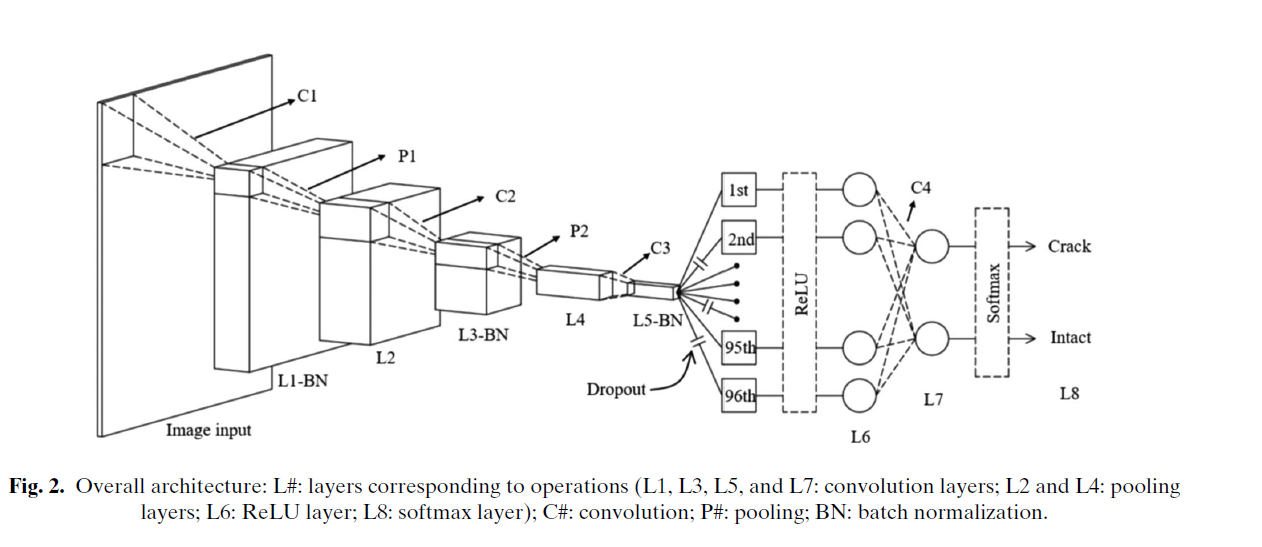 C1
P1
C2
P2
C3
C4
1st
2nd
95th
96th
ReLU
Softmax
Crack
Intact
Dropout
Image input
L1-BN
L2
L3-BN
L4
L5-BN
L6
L7
L8
Fig. 2. Overall architecture: L#: layers corresponding to operations (L1, L3, L5, and L7: convolution layers; L2 and L4: pooling
layers; L6: ReLU layer; L8: softmax layer); C#: convolution; P#: pooling; BN: batch normalization.